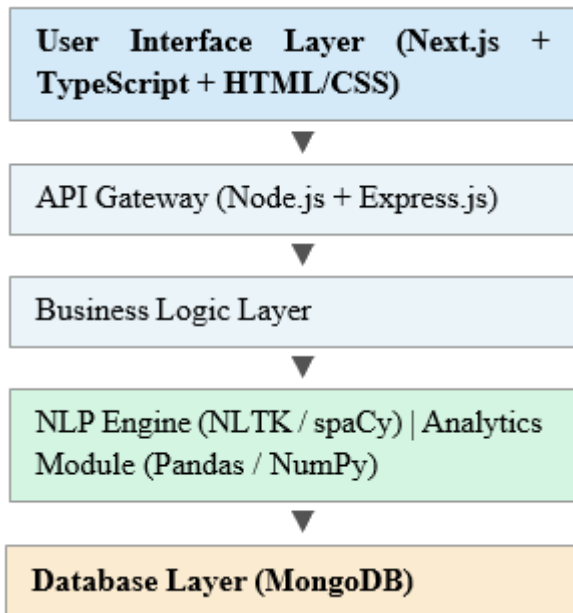 User Interface Layer (Next.js +
TypeScript + HTML/CSS)
API Gateway (Node.js + Express.js)
Business Logic Layer
NLP Engine (NLTK / spaCy) | Analytics
Module (Pandas / NumPy)
Database Layer (MongoDB)